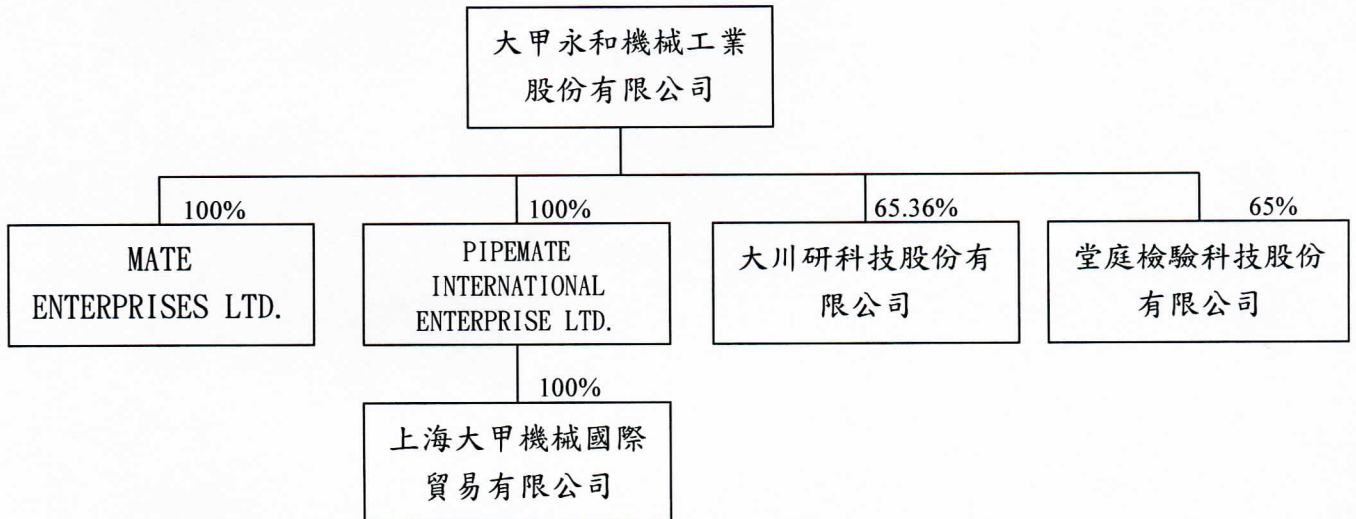 大甲永和機械工業
股份有限公司
100%
100%
65.36%
65%
MATE
ENTERPRISES LTD.
PIPEMATE
INTERNATIONAL
ENTERPRISE LTD.
大川研科技股份有
限公司
堂庭檢驗科技股份
有限公司
100%
上海大甲機械國際
貿易有限公司